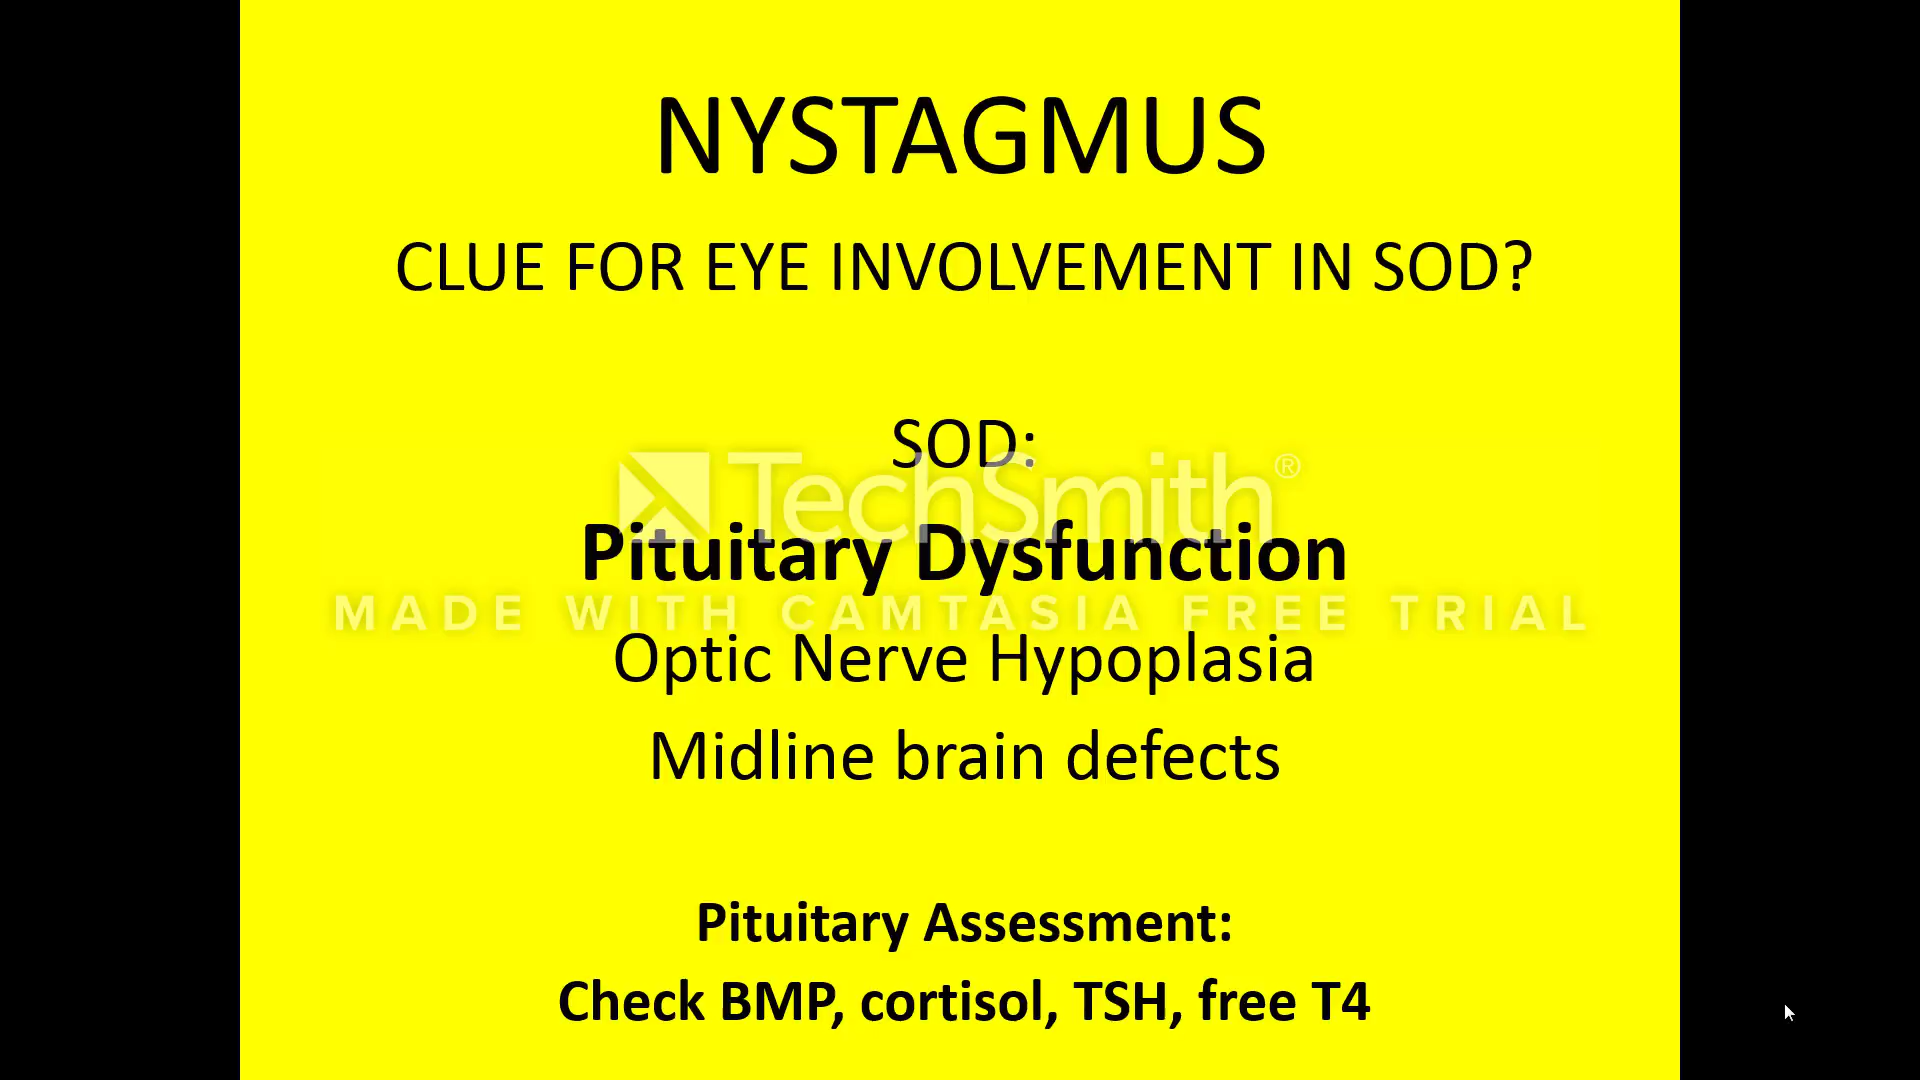 NYSTAGMUS
CLUE FOR EYE INVOLVEMENT IN SOD?
SOD:
TechSmith®
Pituitary Dysfunction
MADE WITH CAMTASIA FREE TRIAL
Optic Nerve Hypoplasia
Midline brain defects
Pituitary Assessment:
Check BMP, cortisol, TSH, free T4